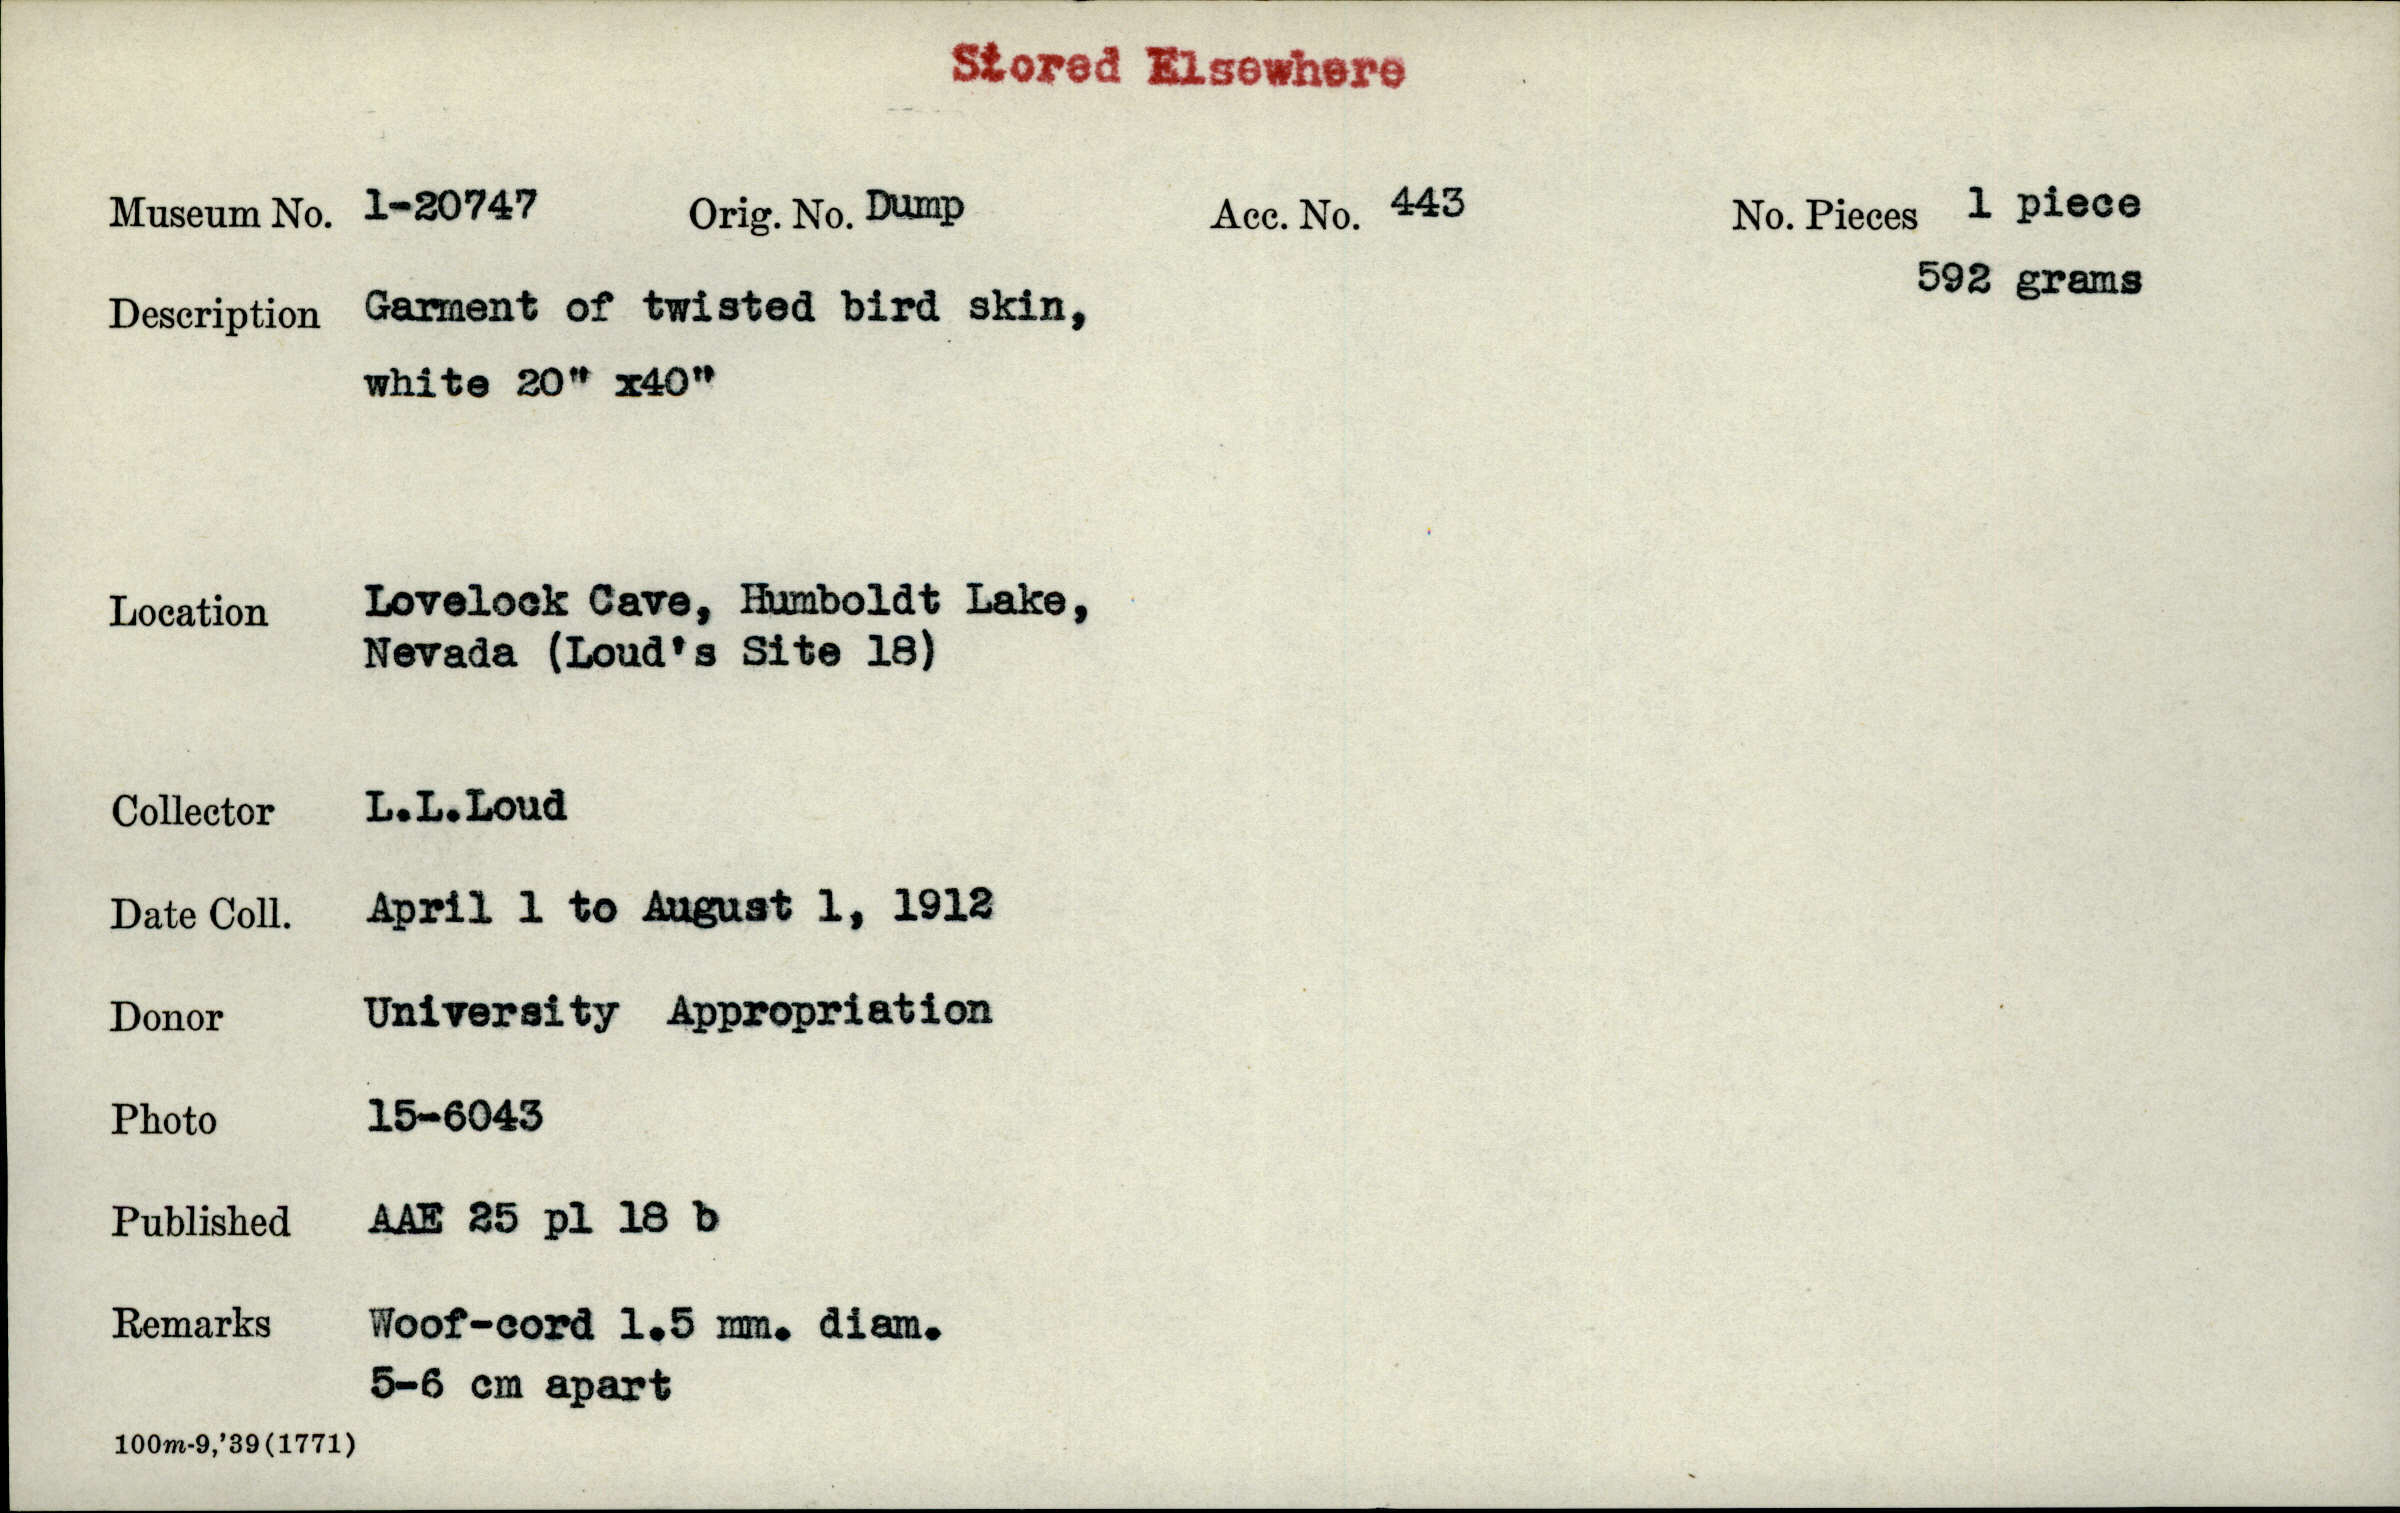 Stored Elsewhere
Museum No. 1-20747 Orig. No. Dump Acc. No. 443 No. Pieces 1 piece
592 grams
Description Garment of twisted bird skin,
white 20" x40"
Location Lovelock Cave, Humboldt Lake,
Nevada (Loud's Site 18)
Collector L.L.Loud
Date Coll. April 1 to August 1, 1912
Donor University Appropriation
Photo 15-6043
Published AAE 25 pl 18 b
Remarks Woof-cord 1.5 mm. diam.
5-6 cm apart
100m-9,'39(1771)